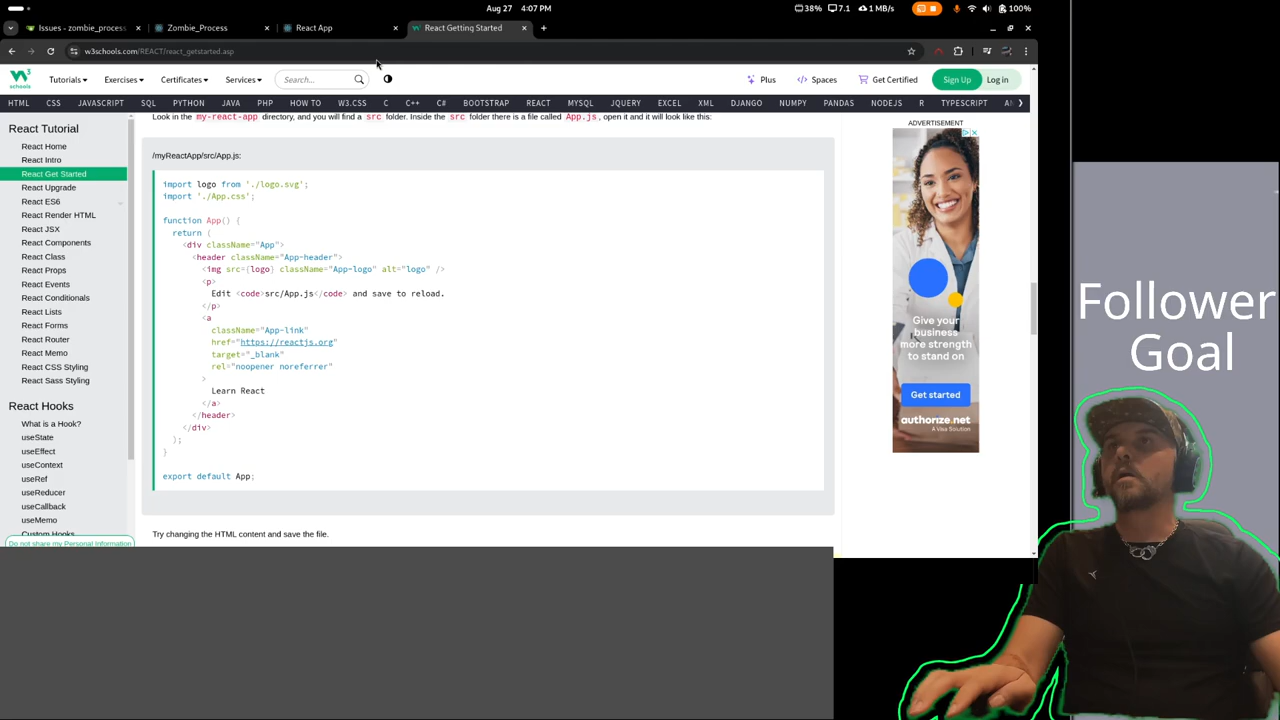 Aug 27 4:07 PM
38% 7.1 1 MB/s 100%
Issues - zombie_process
Zombie_Process
React App
React Getting Started
w3schools.com/REACT/react_getstarted.asp
W3 schools
Tutorials Exercises Certificates Services Search... Plus Spaces Get Certified Sign Up Log in
HTML CSS JAVASCRIPT SQL PYTHON JAVA PHP HOW TO W3.CSS C C++ C# BOOTSTRAP REACT MYSQL JQUERY EXCEL XML DJANGO NUMPY PANDAS NODEJS R TYPESCRIPT
React Tutorial
React Home
React Intro
React Get Started
React Upgrade
React ES6
React Render HTML
React JSX
React Components
React Class
React Props
React Events
React Conditionals
React Lists
React Forms
React Router
React Memo
React CSS Styling
React Sass Styling
React Hooks
What is a Hook?
useState
useEffect
useContext
useRef
useReducer
useCallback
useMemo
Custom Hooks
Do not share my Personal Information
Look in the my-react-app directory, and you will find a src folder. Inside the src folder there is a file called App.js, open it and it will look like this:
/myReactApp/src/App.js:
import logo from './logo.svg';
import './App.css';
function App() {
return (
<div className="App">
<header className="App-header">
<img src={logo} className="App-logo" alt="logo" />
<p>
Edit <code>src/App.js</code> and save to reload.
</p>
<a
className="App-link"
href="https://reactjs.org"
target="_blank"
rel="noopener noreferrer"
>
Learn React
</a>
</header>
</div>
);
}
export default App;
Try changing the HTML content and save the file.
ADVERTISEMENT
Give your
business
more strength
to stand on
Get started
authorize.net
A Visa Solution
Follower
Goal